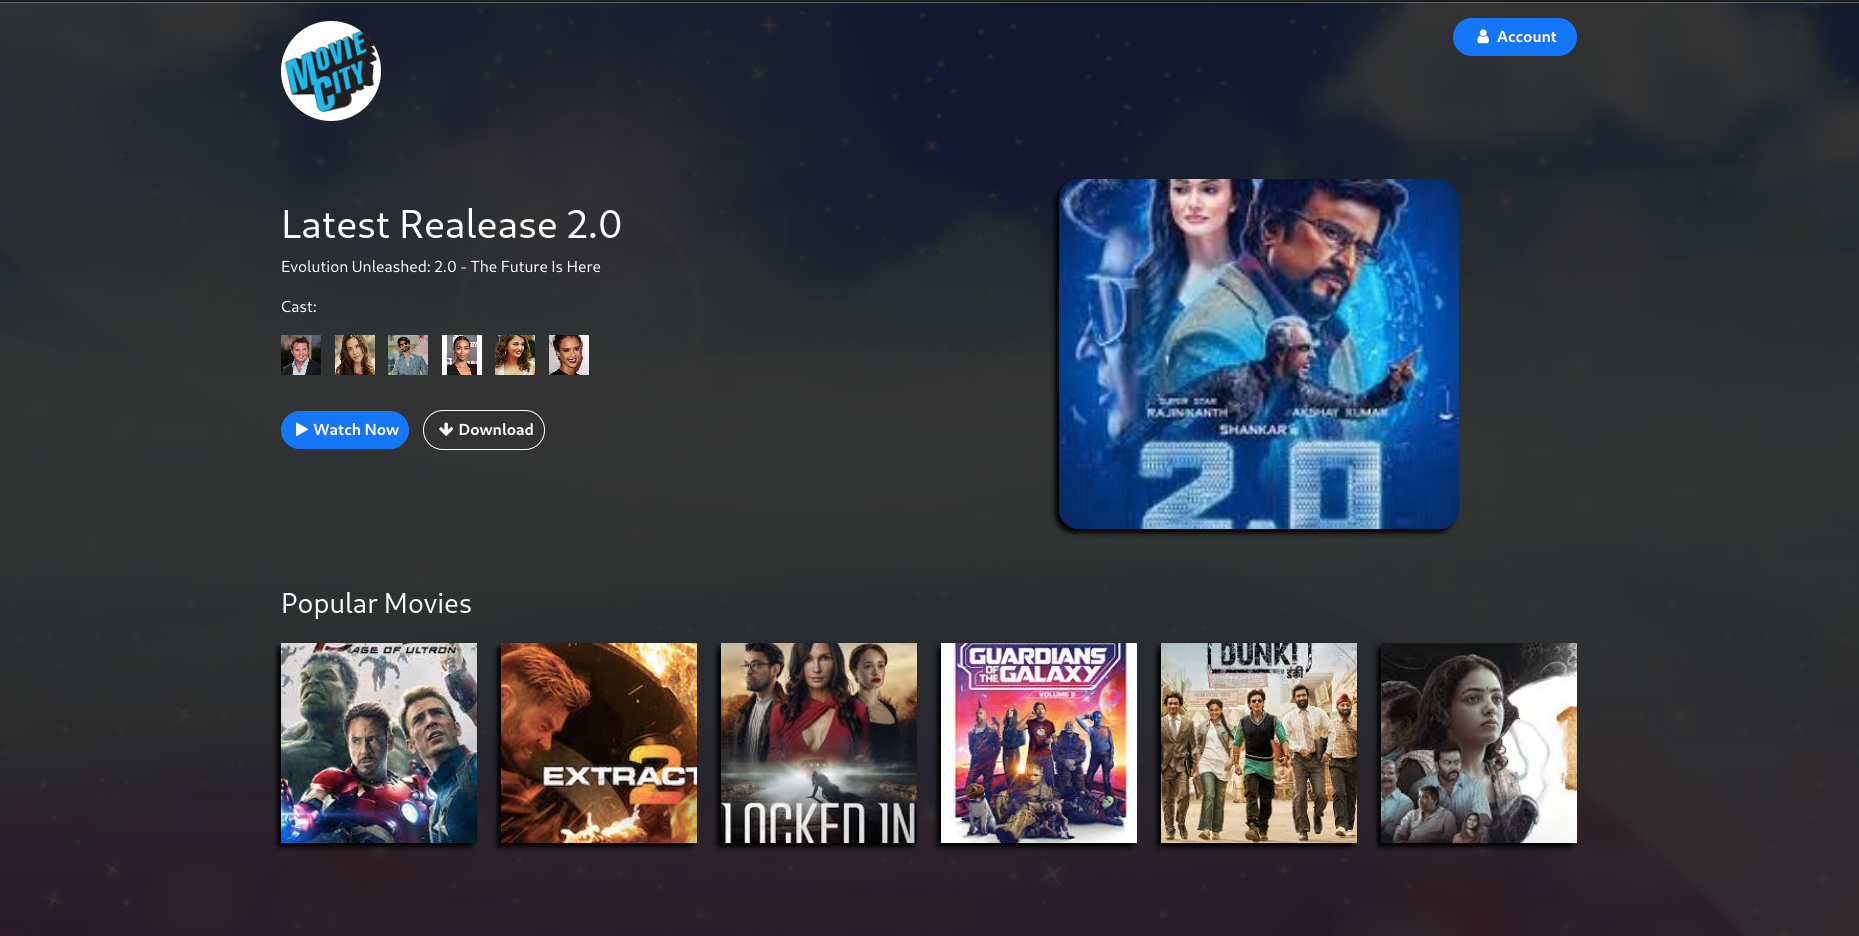 MOVIE
CITY
Account
Latest Realease 2.0
Evolution Unleashed: 2.0 - The Future Is Here
Cast:
Watch Now
Download
SUPER STAR
RAJINIKANTH
AKSHAY KUMAR
SHANKAR'S
2.0
Popular Movies
AGE OF ULTRON
EXTRACT
2
LOCKED IN
GUARDIANS
OF THE
GALAXY
VOLUME 3
DUNKI
डंकी